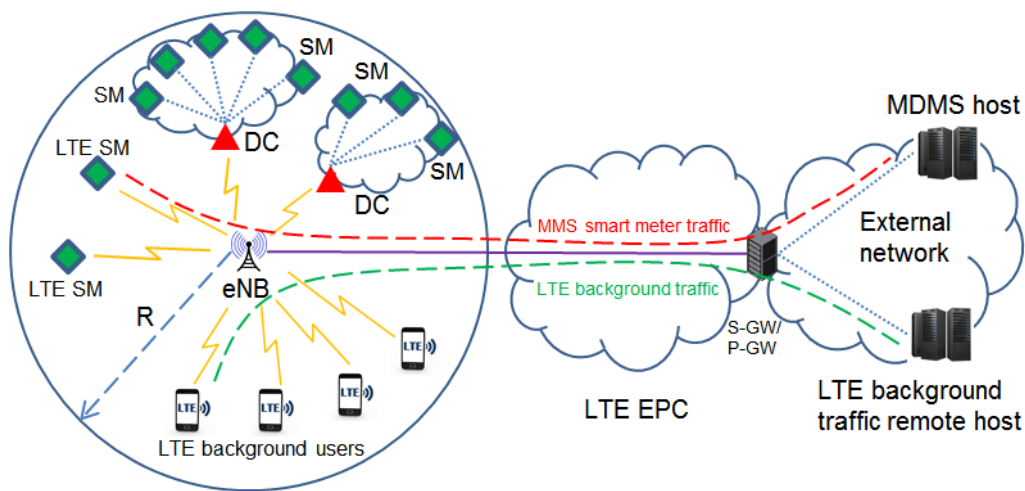 SM
SM
SM
SM
DC
DC
LTE SM
LTE SM
eNB
R
LTE
LTE
LTE
LTE
LTE background users
MMS smart meter traffic
LTE background traffic
S-GW/
P-GW
LTE EPC
MDMS host
External
network
LTE background
traffic remote host